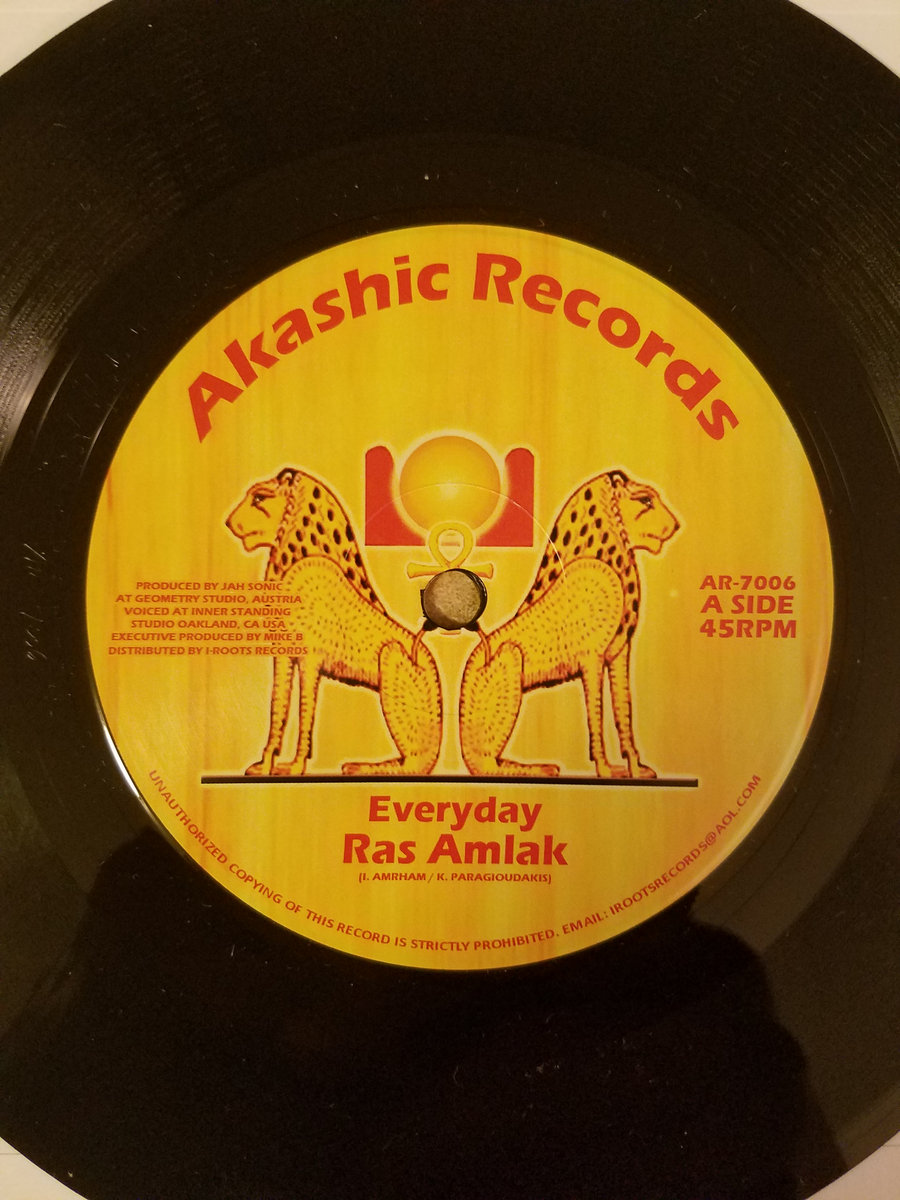 Akashic Records
PRODUCED BY JAH SONIC
AT GEOMETRY STUDIO, AUSTRIA
VOICED AT INNER STANDING
STUDIO OAKLAND, CA USA
EXECUTIVE PRODUCED BY MIKE B
DISTRIBUTED BY I-ROOTS RECORDS
AR-7006
A SIDE
45RPM
Everyday
Ras Amlak
(I. AMRHAM / K. PARAGIOUDAKIS)
UNAUTHORIZED COPYING OF THIS RECORD IS STRICTLY PROHIBITED. EMAIL: IROOTSRECORDS@AOL.COM